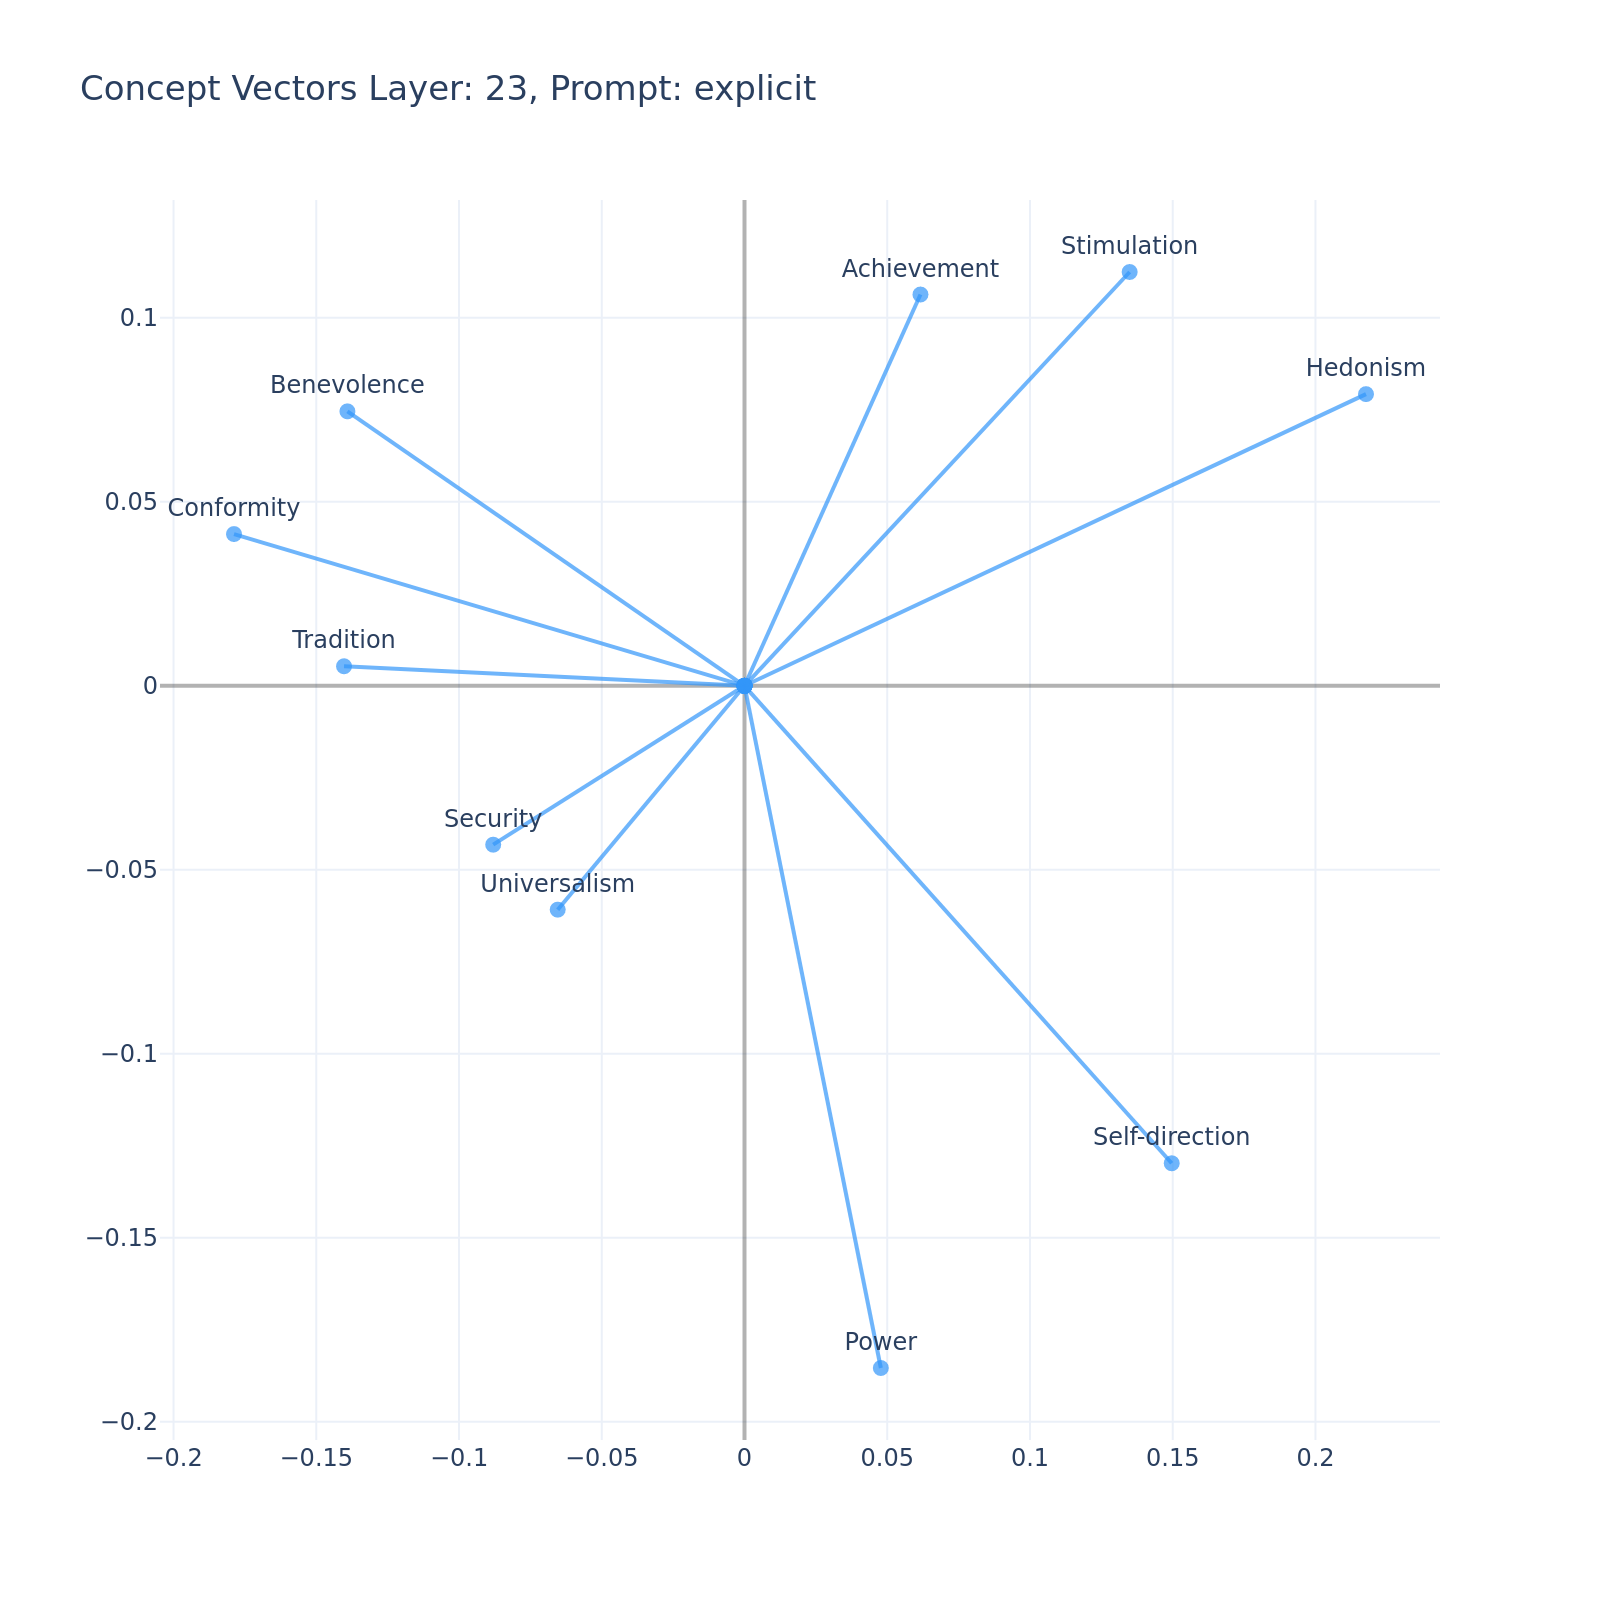 Concept Vectors Layer: 23, Prompt: explicit
Stimulation
Achievement
0.1
Hedonism
Benevolence
0.05
Conformity
Tradition
0
Security
−0.05
Universalism
−0.1
Self-direction
−0.15
Power
−0.2
−0.2 −0.15 −0.1 −0.05 0 0.05 0.1 0.15 0.2